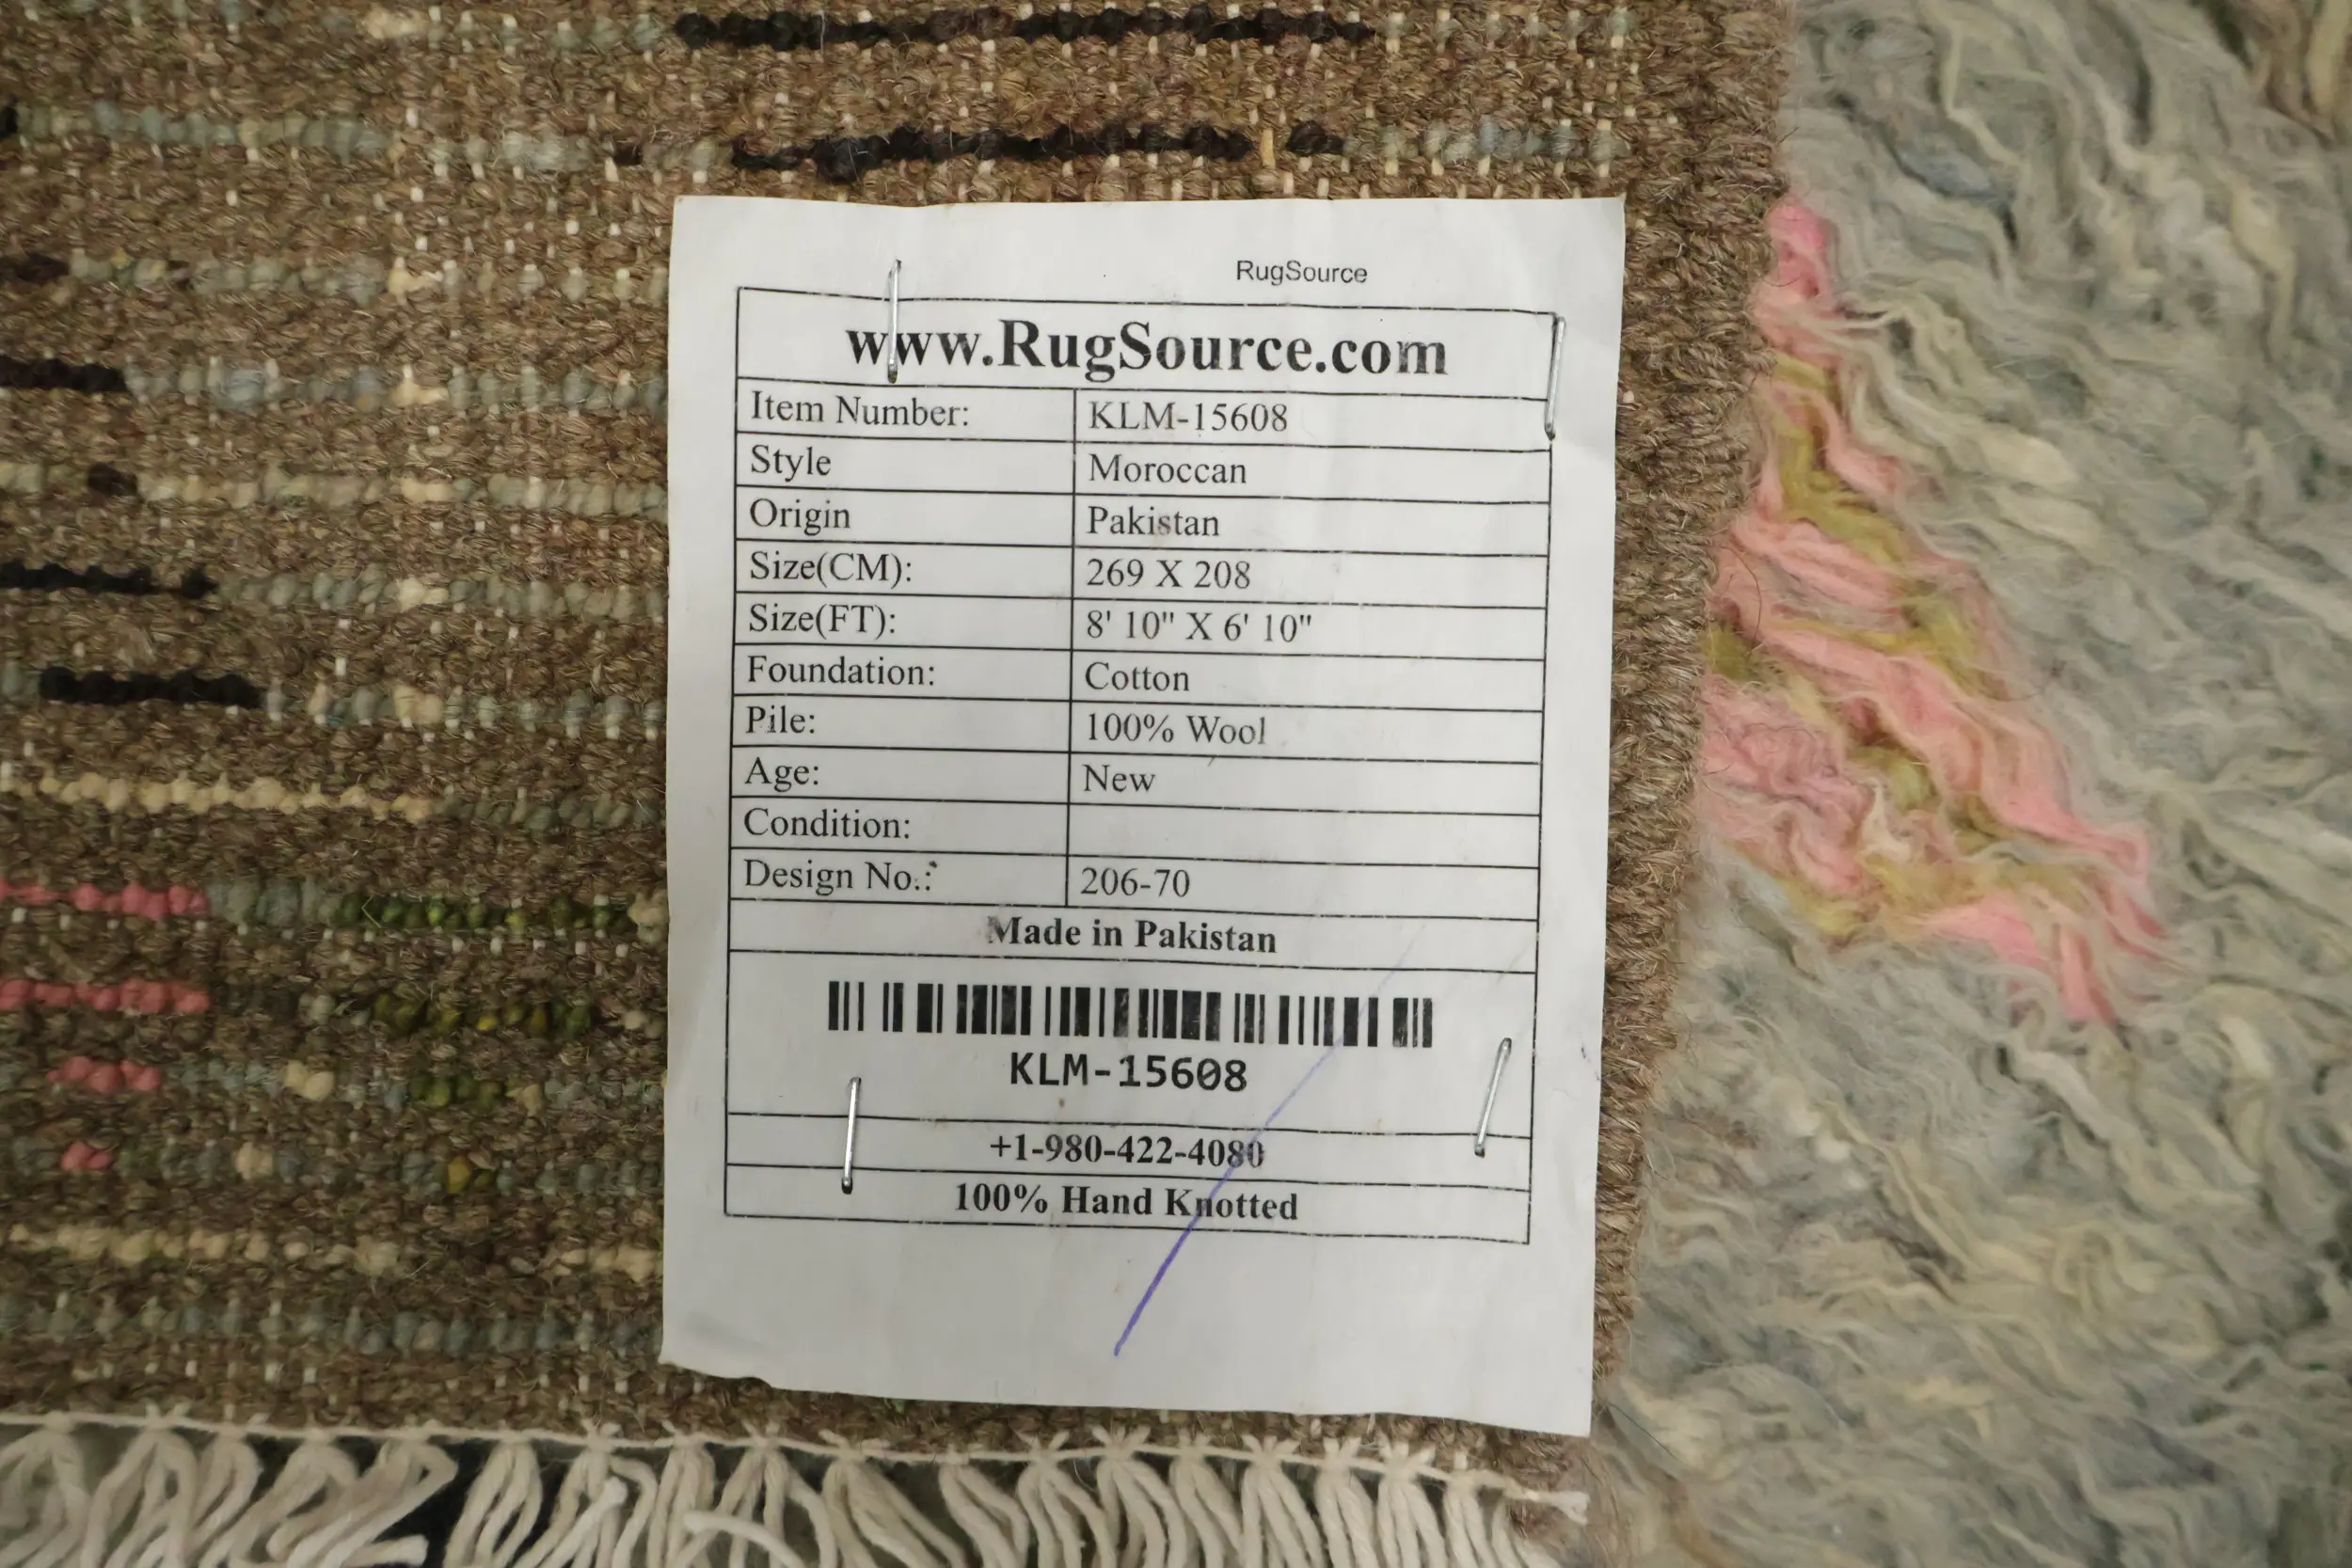 RugSource
www.RugSource.com
Item Number: KLM-15608
Style Moroccan
Origin Pakistan
Size(CM): 269 X 208
Size(FT): 8' 10" X 6' 10"
Foundation: Cotton
Pile: 100% Wool
Age: New
Condition:
Design No.: 206-70
Made in Pakistan
KLM-15608
+1-980-422-4080
100% Hand Knotted